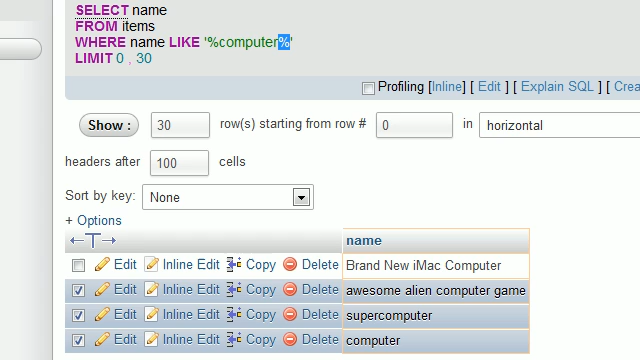 SELECT name
FROM items
WHERE name LIKE '%computer%'
LIMIT 0 , 30
Profiling [Inline] [ Edit ] [ Explain SQL ] [ Crea
Show : 30 row(s) starting from row # 0 in horizontal
headers after 100 cells
Sort by key: None
+ Options
name
Edit Inline Edit Copy Delete Brand New iMac Computer
Edit Inline Edit Copy Delete awesome alien computer game
Edit Inline Edit Copy Delete supercomputer
Edit Inline Edit Copy Delete computer